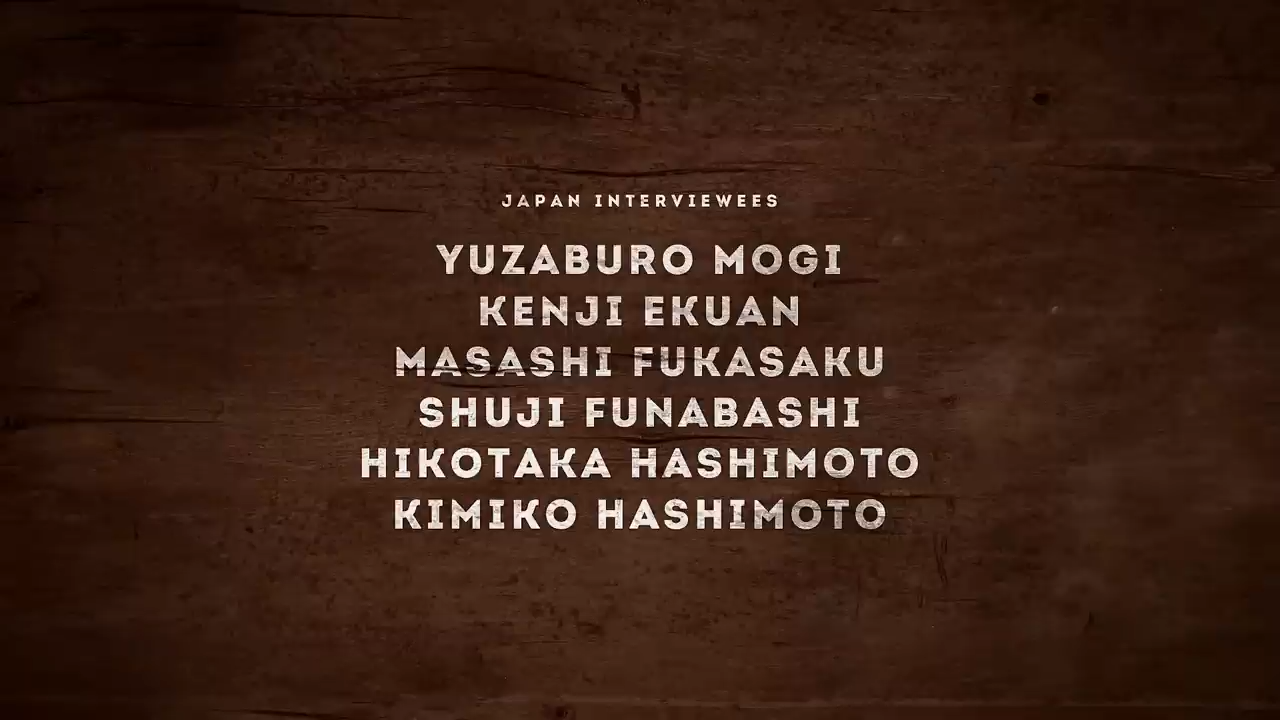 JAPAN INTERVIEWEES
YUZABURO MOGI
KENJI EKUAN
MASASHI FUKASAKU
SHUJI FUNABASHI
HIKOTAKA HASHIMOTO
KIMIKO HASHIMOTO